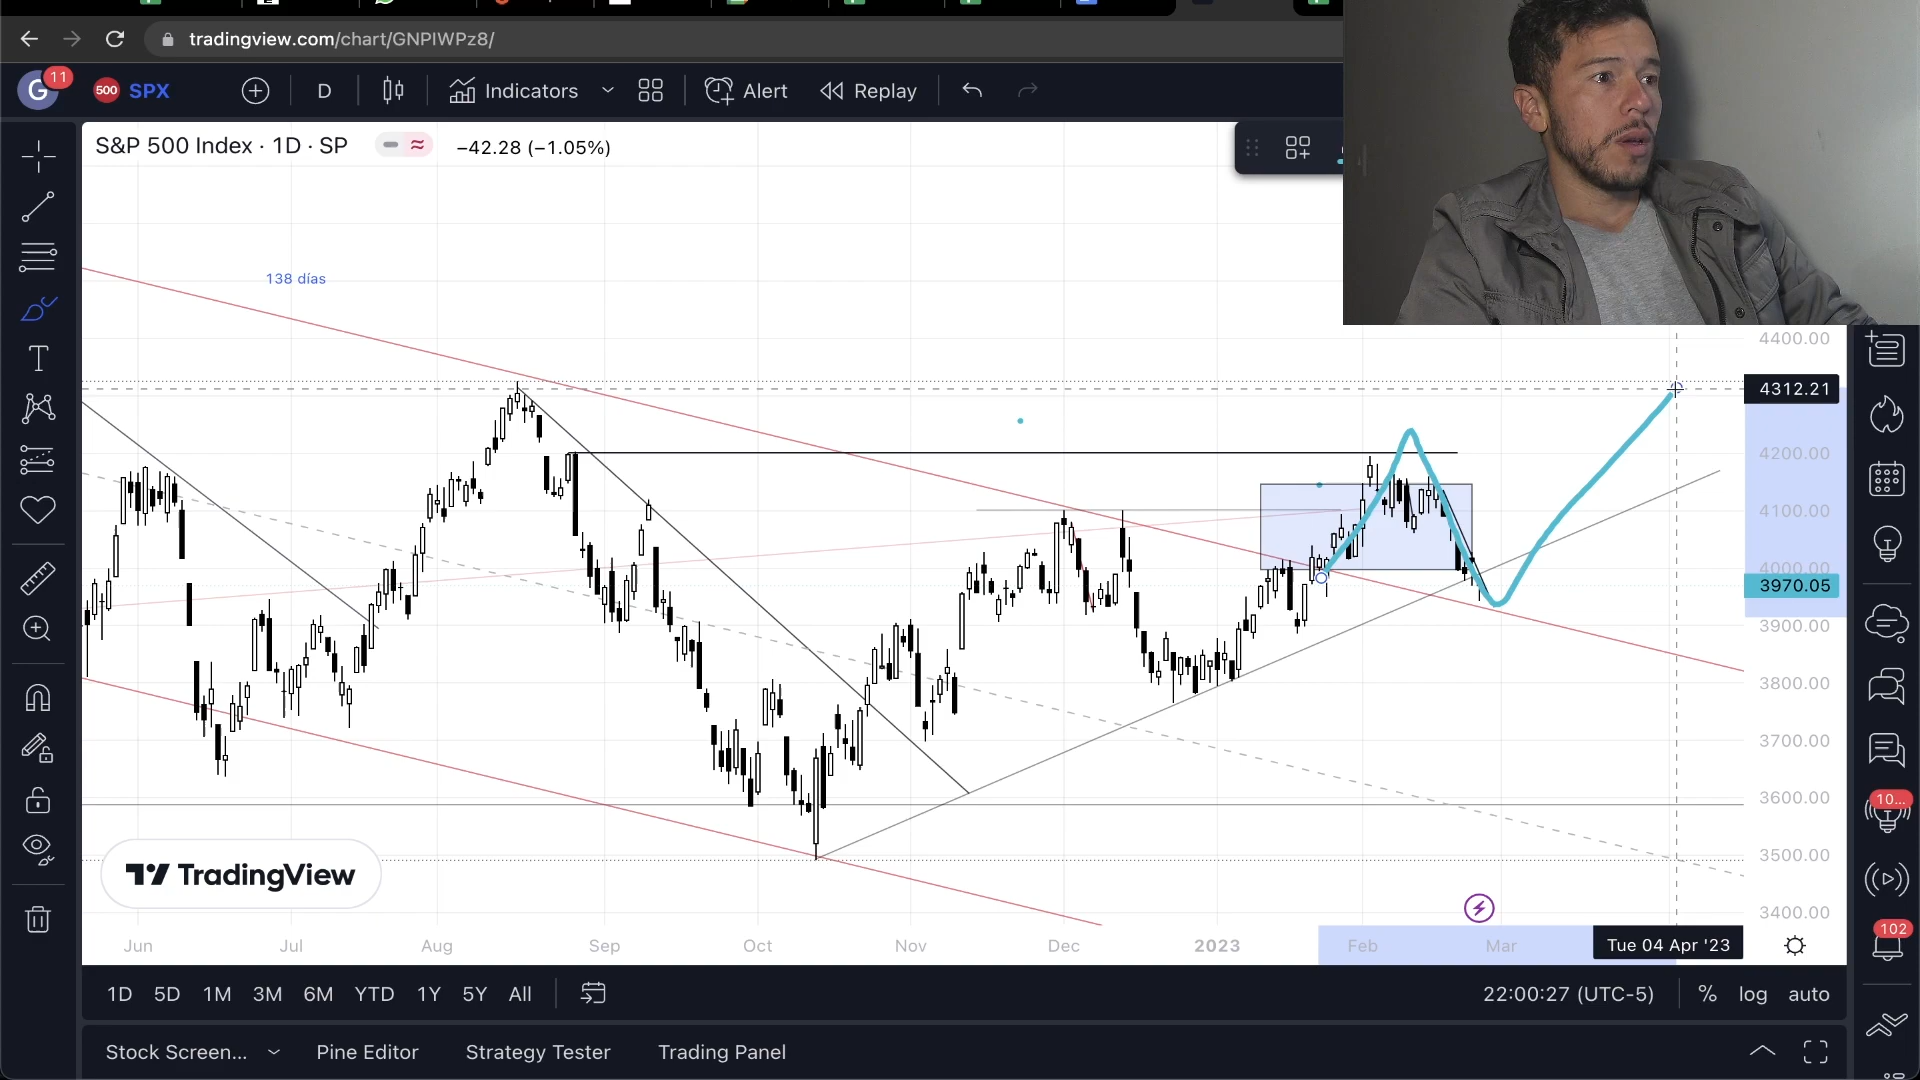 tradingview.com/chart/GNPIWPz8/
G
11
500 SPX
D
Indicators
Alert
Replay
S&P 500 Index · 1D · SP
−42.28 (−1.05%)
138 días
4400.00
4312.21
4200.00
4100.00
4000.00
3970.05
3900.00
3800.00
3700.00
3600.00
3500.00
3400.00
TradingView
10...
102
Jun
Jul
Aug
Sep
Oct
Nov
Dec
2023
Feb
Mar
Tue 04 Apr '23
1D
5D
1M
3M
6M
YTD
1Y
5Y
All
22:00:27 (UTC-5)
%
log
auto
Stock Screen...
Pine Editor
Strategy Tester
Trading Panel